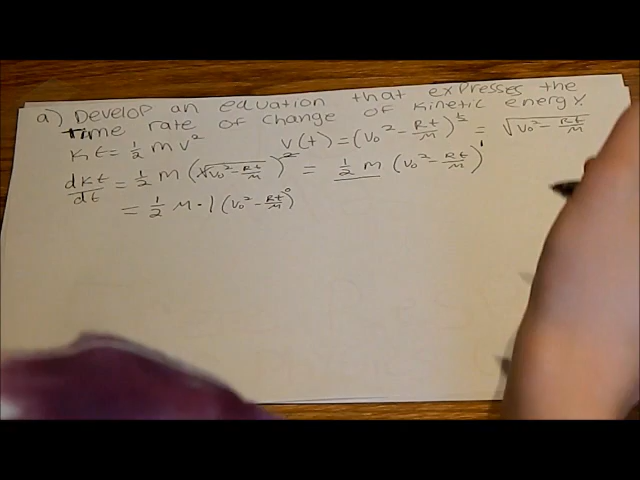 a) Develop an equation that expresses the
time rate of change of kinetic energy.
K, t = 1/2 m v²
v(t) = (v₀² - Rt/M)^½ = √(v₀² - Rt/M)
dKt/dt = 1/2 m (√(v₀² - Rt/M))² = 1/2 m (v₀² - Rt/M)¹
= 1/2 M · 1 (v₀² - Rt/M)⁰